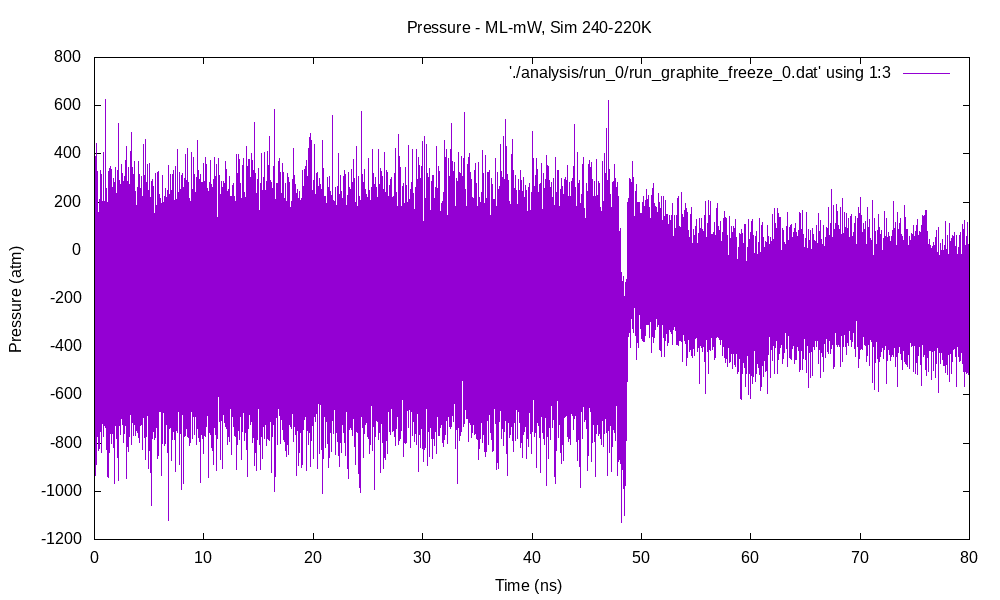 Pressure - ML-mW, Sim 240-220K
'./analysis/run_0/run_graphite_freeze_0.dat' using 1:3
800
600
400
200
0
-200
-400
-600
-800
-1000
-1200
Pressure (atm)
0 10 20 30 40 50 60 70 80
Time (ns)